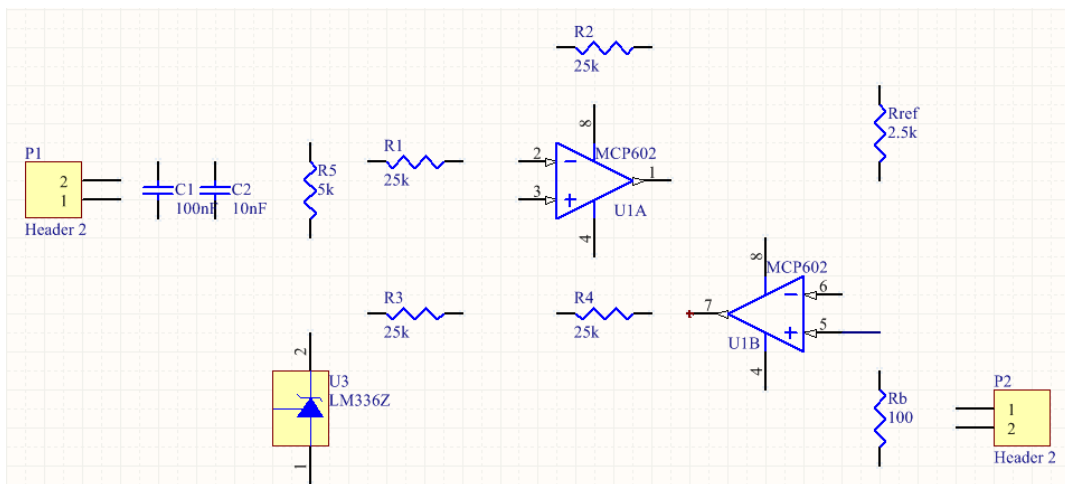 R2
25k
8
MCP602
2
3
1
U1A
4
Rref
2.5k
P1
2
1
Header 2
C1
100nF
C2
10nF
R5
5k
R1
25k
R3
25k
R4
25k
8
MCP602
7
6
5
U1B
4
2
U3
LM336Z
1
Rb
100
P2
1
2
Header 2